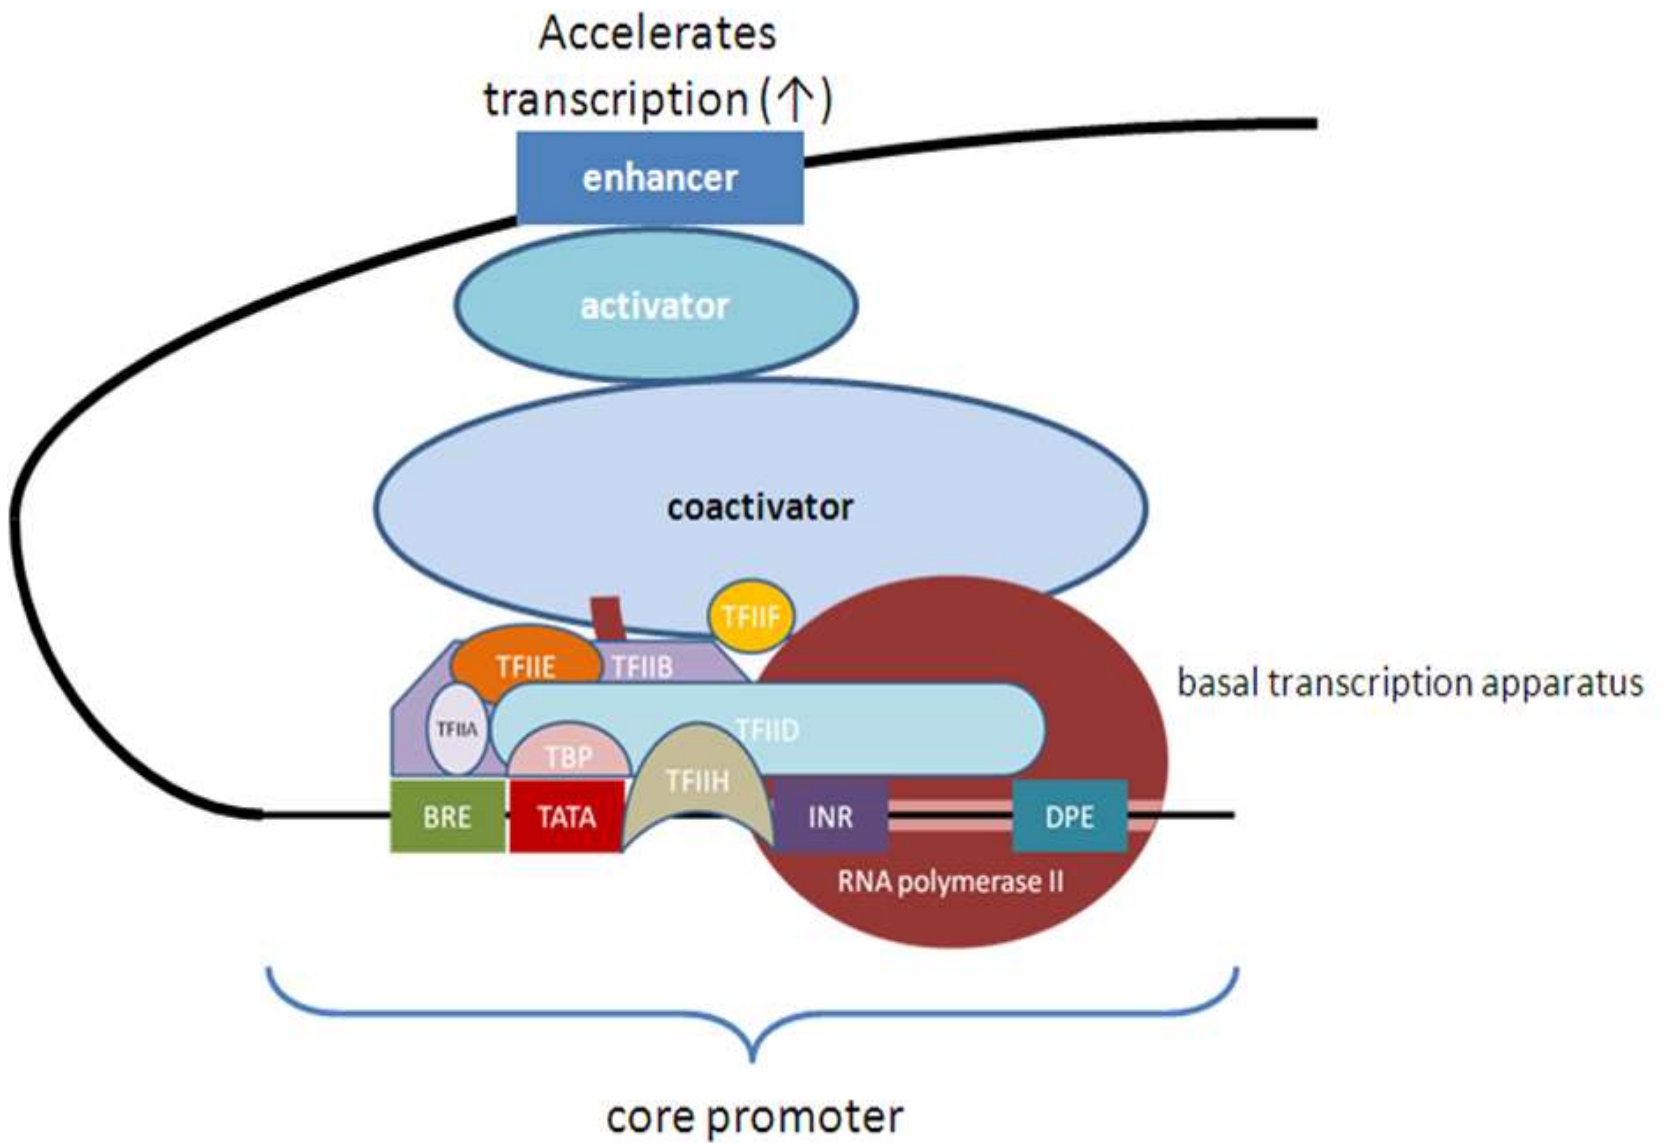 Accelerates
transcription (↑)
enhancer
activator
coactivator
TFIIF
TFIIE
TFIIB
basal transcription apparatus
TFIIA
TFIID
TBP
TFIIH
BRE
TATA
INR
DPE
RNA polymerase II
core promoter